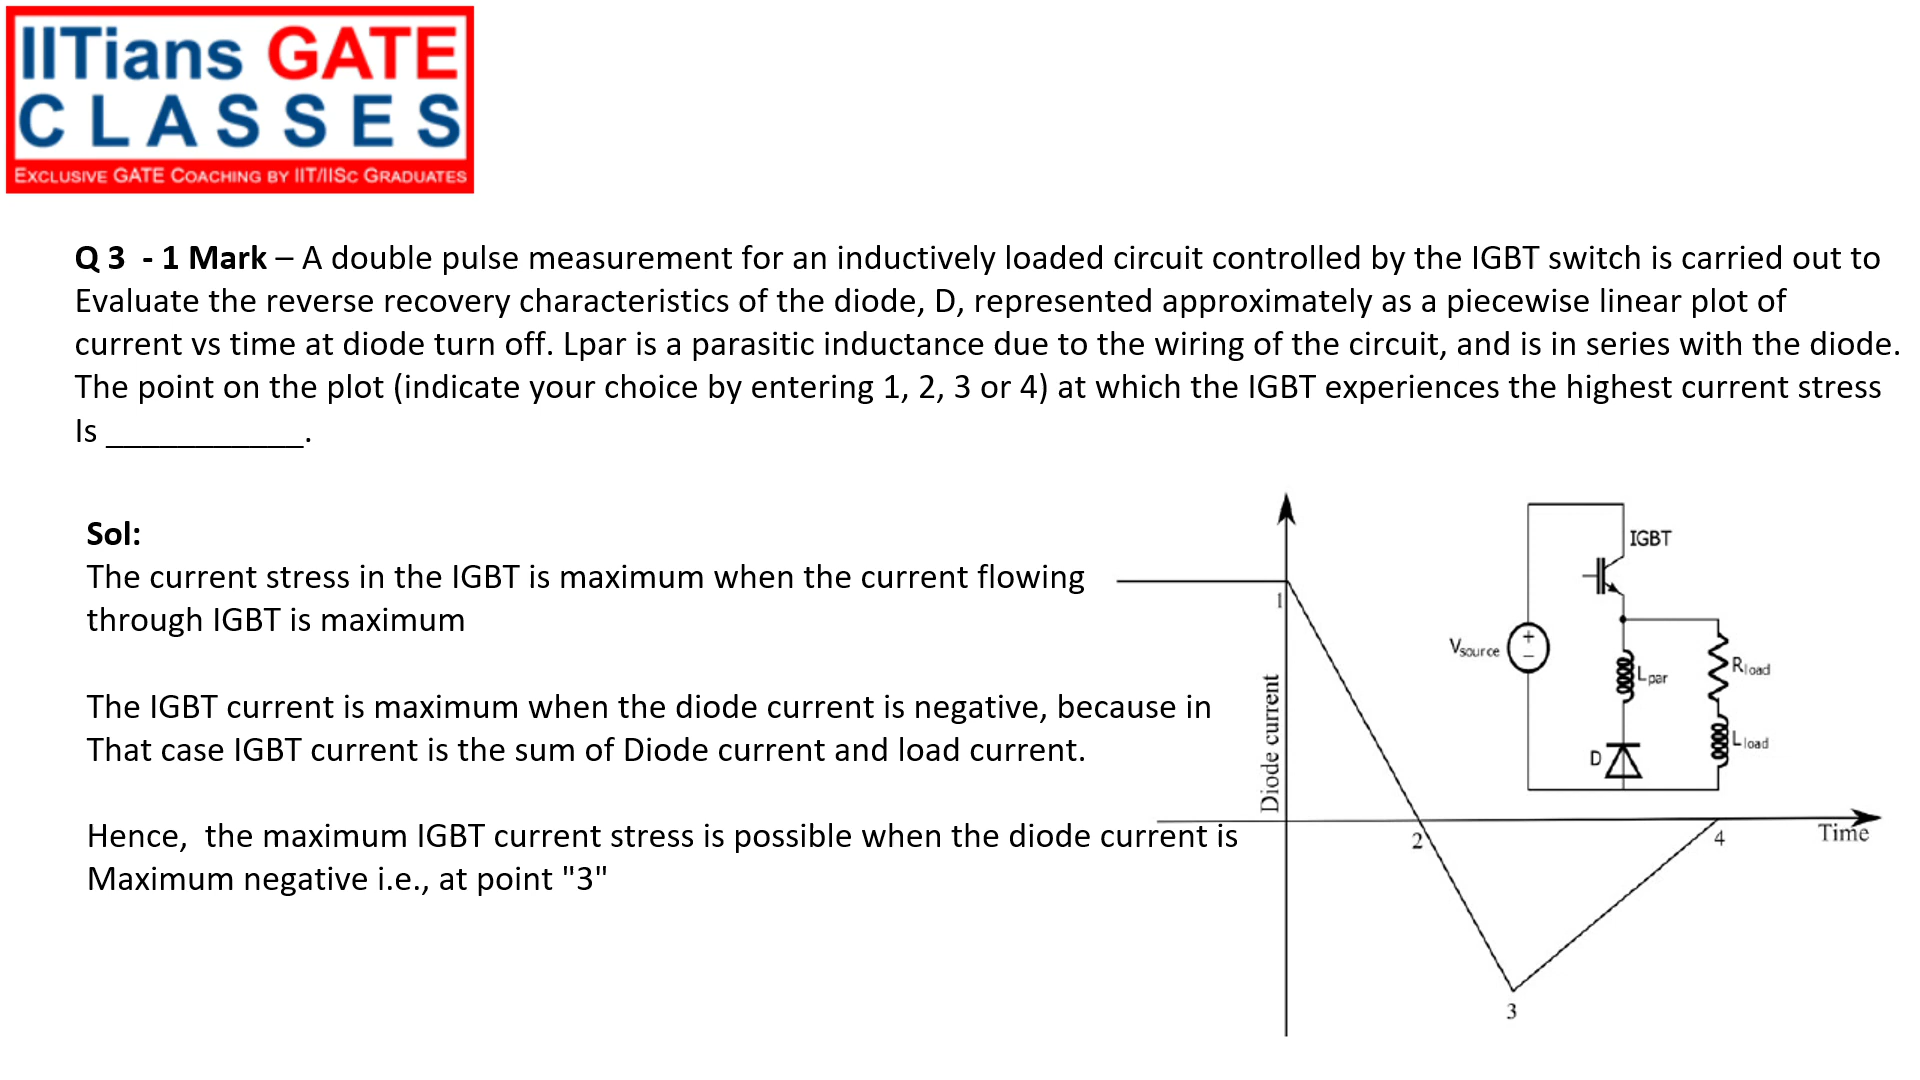 IITians GATE
CLASSES
EXCLUSIVE GATE COACHING BY IIT/IISC GRADUATES
Q 3 - 1 Mark – A double pulse measurement for an inductively loaded circuit controlled by the IGBT switch is carried out to
Evaluate the reverse recovery characteristics of the diode, D, represented approximately as a piecewise linear plot of
current vs time at diode turn off. Lpar is a parasitic inductance due to the wiring of the circuit, and is in series with the diode.
The point on the plot (indicate your choice by entering 1, 2, 3 or 4) at which the IGBT experiences the highest current stress
Is ___________.
Sol:
The current stress in the IGBT is maximum when the current flowing
through IGBT is maximum
The IGBT current is maximum when the diode current is negative, because in
That case IGBT current is the sum of Diode current and load current.
Hence, the maximum IGBT current stress is possible when the diode current is
Maximum negative i.e., at point "3"
Diode current
1
2
3
4
Time
IGBT
Vsource
+
−
Lpar
Rload
D
Lload